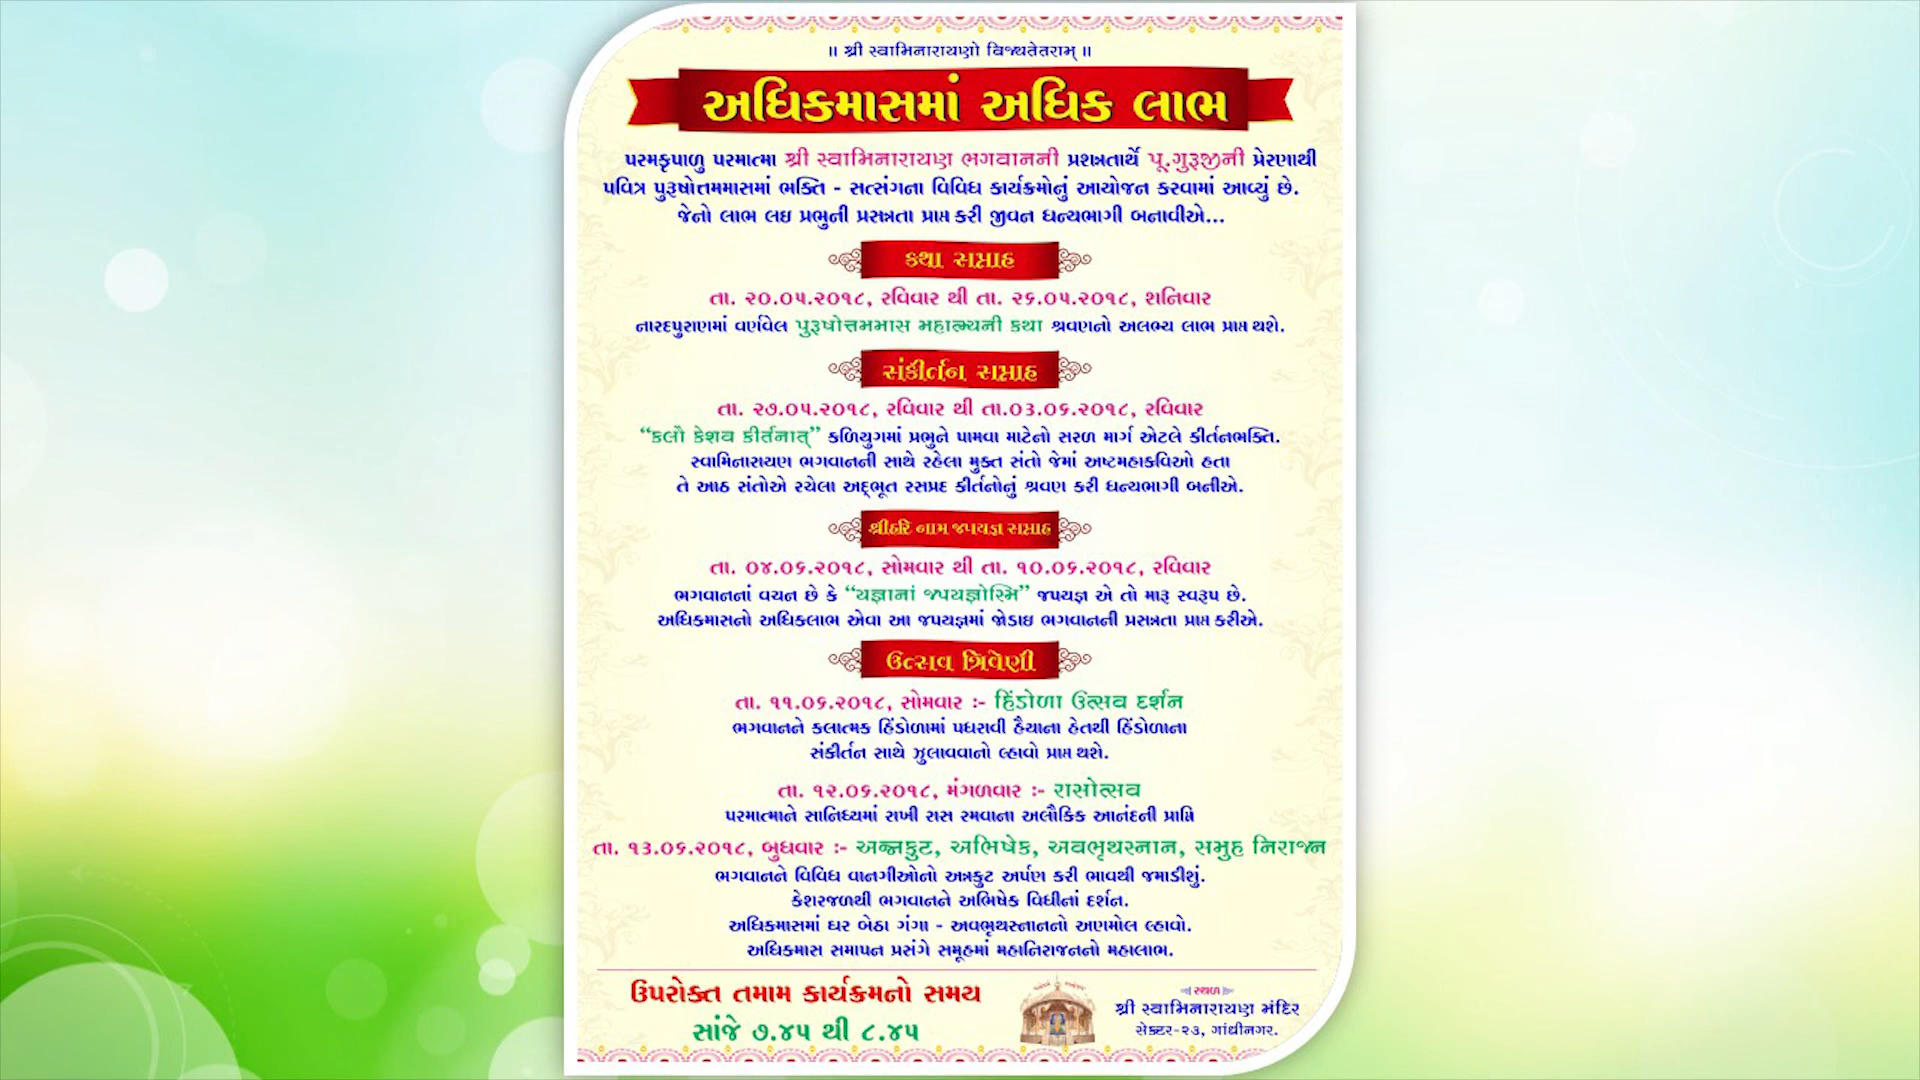 ॥ શ્રી સ્વામિનારાયણો વિજયતેતરામ્ ॥
અધિકમાસમાં અધિક લાભ
પરમકૃપાળુ પરમાત્મા શ્રી સ્વામિનારાયણ ભગવાનની પ્રશન્નતાર્થે પૂ.ગુરૂજીની પ્રેરણાથી
પવિત્ર પુરૂષોત્તમમાસમાં ભક્તિ - સત્સંગના વિવિધ કાર્યક્રમોનું આયોજન કરવામાં આવ્યું છે.
જેનો લાભ લઇ પ્રભુની પ્રસન્નતા પ્રાપ્ત કરી જીવન ધન્યભાગી બનાવીએ...
કથા સપ્તાહ
તા. ૨૦.૦૫.૨૦૧૮, રવિવાર થી તા. ૨૬.૦૫.૨૦૧૮, શનિવાર
નારદપુરાણમાં વર્ણવેલ પુરૂષોત્તમમાસ મહાત્મ્યની કથા શ્રવણનો અલભ્ય લાભ પ્રાપ્ત થશે.
સંકીર્તન સપ્તાહ
તા. ૨૭.૦૫.૨૦૧૮, રવિવાર થી તા.૦૩.૦૬.૨૦૧૮, રવિવાર
“કલૌ કેશવ કીર્તનાત્” કળિયુગમાં પ્રભુને પામવા માટેનો સરળ માર્ગ એટલે કીર્તનભક્તિ.
સ્વામિનારાયણ ભગવાનની સાથે રહેલા મુક્ત સંતો જેમાં અષ્ટમહાકવિઓ હતા
તે આઠ સંતોએ રચેલા અદ્ભૂત રસપ્રદ કીર્તનોનું શ્રવણ કરી ધન્યભાગી બનીએ.
શ્રીહરિ નામ જપયજ્ઞ સપ્તાહ
તા. ૦૪.૦૬.૨૦૧૮, સોમવાર થી તા. ૧૦.૦૬.૨૦૧૮, રવિવાર
ભગવાનનાં વચન છે કે “યજ્ઞાનાં જપયજ્ઞોસ્મિ” જપયજ્ઞ એ તો મારૂ સ્વરૂપ છે.
અધિકમાસનો અધિકલાભ એવા આ જપયજ્ઞમાં જોડાઇ ભગવાનની પ્રસન્નતા પ્રાપ્ત કરીએ.
ઉત્સવ ત્રિવેણી
તા. ૧૧.૦૬.૨૦૧૮, સોમવાર :- હિંડોળા ઉત્સવ દર્શન
ભગવાનને કલાત્મક હિંડોળામાં પધરાવી હૈયાના હેતથી હિંડોળાના
સંકીર્તન સાથે ઝુલાવવાનો લ્હાવો પ્રાપ્ત થશે.
તા. ૧૨.૦૬.૨૦૧૮, મંગળવાર :- રાસોત્સવ
પરમાત્માને સાનિધ્યમાં રાખી રાસ રમવાના અલૌકિક આનંદની પ્રાપ્તિ
તા. ૧૩.૦૬.૨૦૧૮, બુધવાર :- અન્નકુટ, અભિષેક, અવભૃથસ્નાન, સમુહ નિરાજન
ભગવાનને વિવિધ વાનગીઓનો અન્નકુટ અર્પણ કરી ભાવથી જમાડીશું.
કેશરજળથી ભગવાનને અભિષેક વિધીનાં દર્શન.
અધિકમાસમાં ઘર બેઠા ગંગા - અવભૃથસ્નાનનો અણમોલ લ્હાવો.
અધિકમાસ સમાપન પ્રસંગે સમૂહમાં મહાનિરાજનનો મહાલાભ.
ઉપરોક્ત તમામ કાર્યક્રમનો સમય
સાંજે ૭.૪૫ થી ૮.૪૫
સ્થળ
શ્રી સ્વામિનારાયણ મંદિર
સેક્ટર-૨૩, ગાંધીનગર.